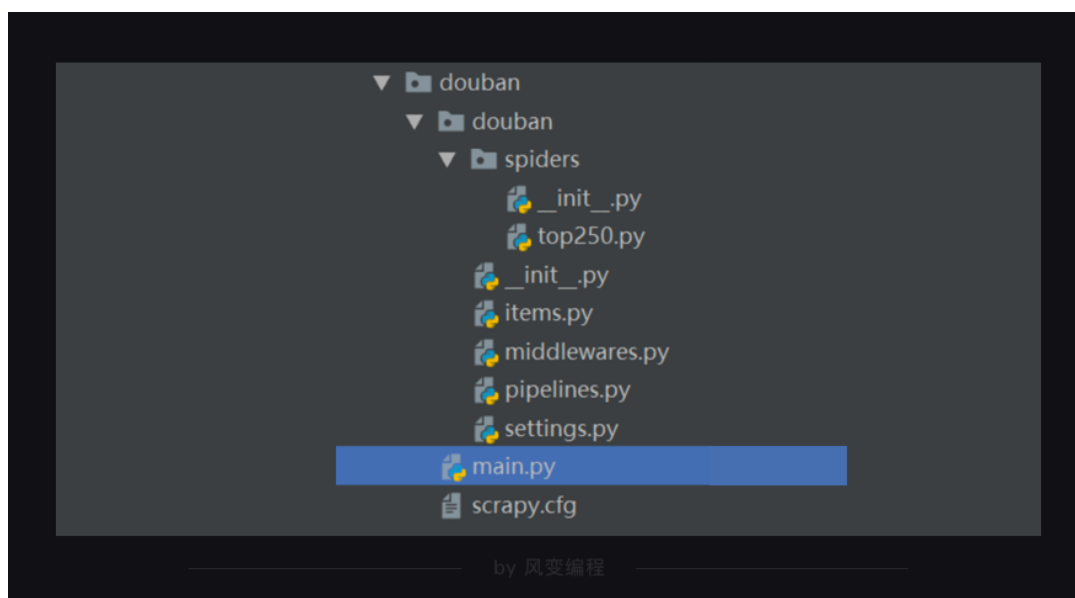 douban
douban
spiders
__init__.py
top250.py
__init__.py
items.py
middlewares.py
pipelines.py
settings.py
main.py
scrapy.cfg
by 风变编程